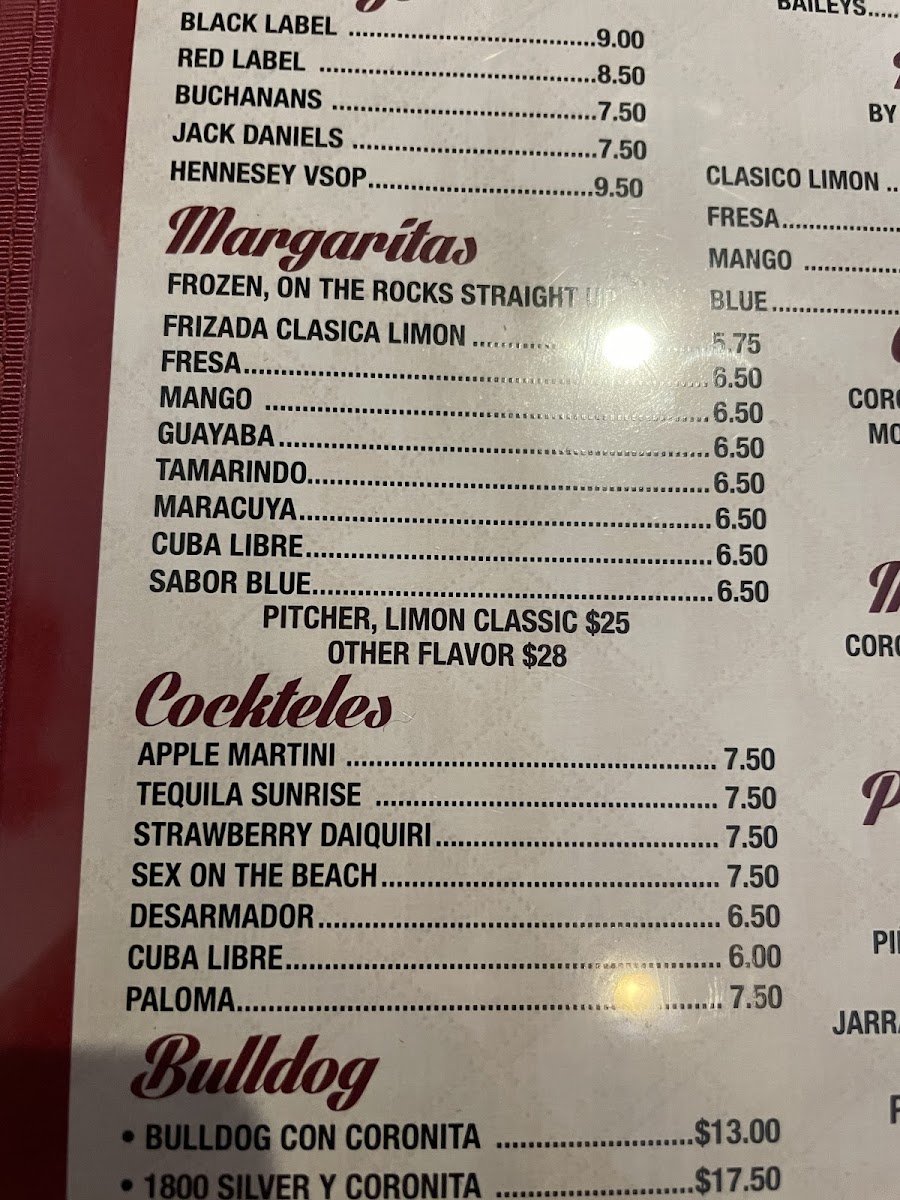 BLACK LABEL ........ 9.00
RED LABEL ........ 8.50
BUCHANANS ........ 7.50
JACK DANIELS ........ 7.50
HENNESEY VSOP ........ 9.50
Margaritas
FROZEN, ON THE ROCKS STRAIGHT UP
FRIZADA CLASICA LIMON ........ 5.75
FRESA ........ 6.50
MANGO ........ 6.50
GUAYABA ........ 6.50
TAMARINDO ........ 6.50
MARACUYA ........ 6.50
CUBA LIBRE ........ 6.50
SABOR BLUE ........ 6.50
PITCHER, LIMON CLASSIC $25
OTHER FLAVOR $28
Cockteles
APPLE MARTINI ........ 7.50
TEQUILA SUNRISE ........ 7.50
STRAWBERRY DAIQUIRI ........ 7.50
SEX ON THE BEACH ........ 7.50
DESARMADOR ........ 6.50
CUBA LIBRE ........ 6.00
PALOMA ........ 7.50
Bulldog
• BULLDOG CON CORONITA ........ $13.00
• 1800 SILVER Y CORONITA ........ $17.50
BAILEYS
BY
CLASICO LIMON
FRESA
MANGO
BLUE